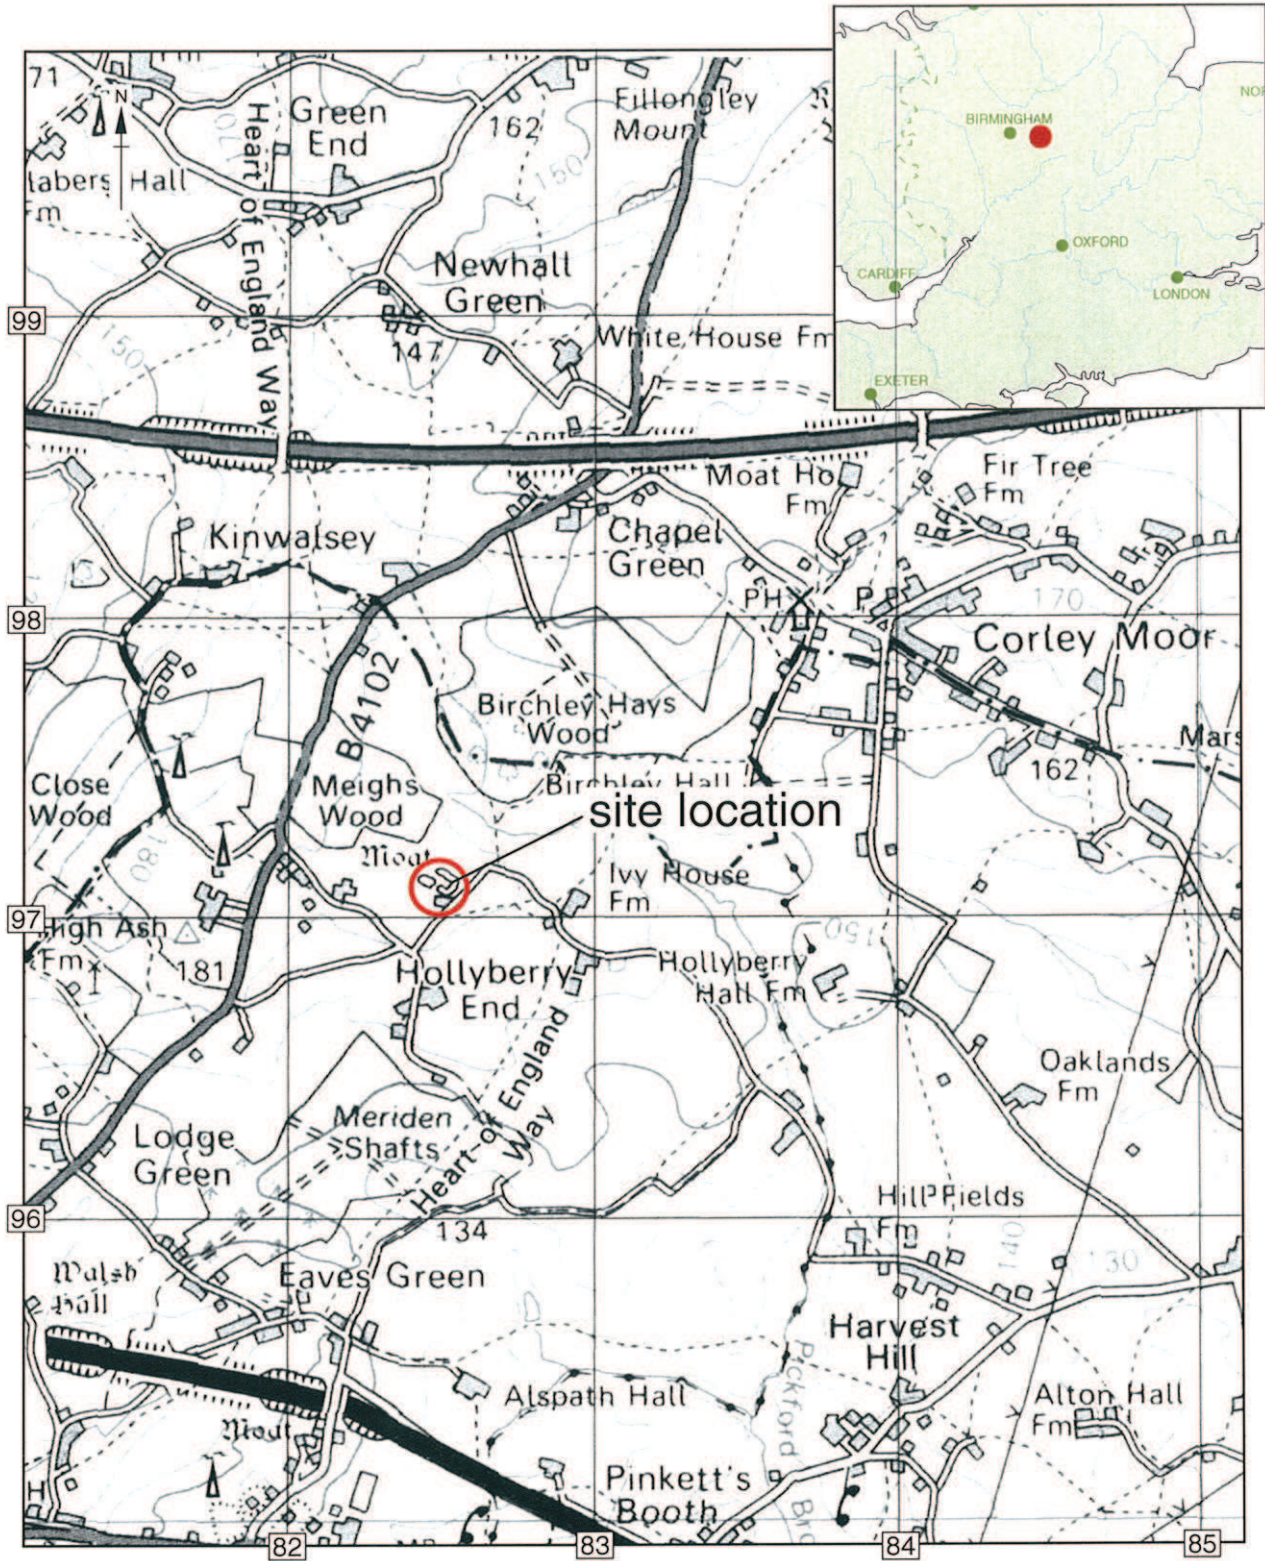 71
N
Green
End
Heart of England Way
162
Fillongley
Mount
150
BIRMINGHAM
OXFORD
CARDIFF
LONDON
EXETER
Hall
Newhall
Green
99
150
147
White House Fm
Kinwalsey
Moat Ho
Fm
Fir Tree
Fm
Chapel
Green
PH
P
170
98
Corley Moor
B4102
Birchley Hays
Wood
162
Close
Wood
Meighs
Wood
Birchley Hall
site location
180
Moat
Ivy House
Fm
97
High Ash
Fm
181
150
Hollyberry
End
Hollyberry
Hall Fm
Oaklands
Fm
Heart of England
Way
Meriden
Shafts
Lodge
Green
Hill Fields
Fm
96
134
140
130
Walsh
Hall
Eaves Green
Harvest
Hill
Pickford
Alspath Hall
Alton Hall
Fm
Moat
Pinkett's
Booth
H
82
83
84
85